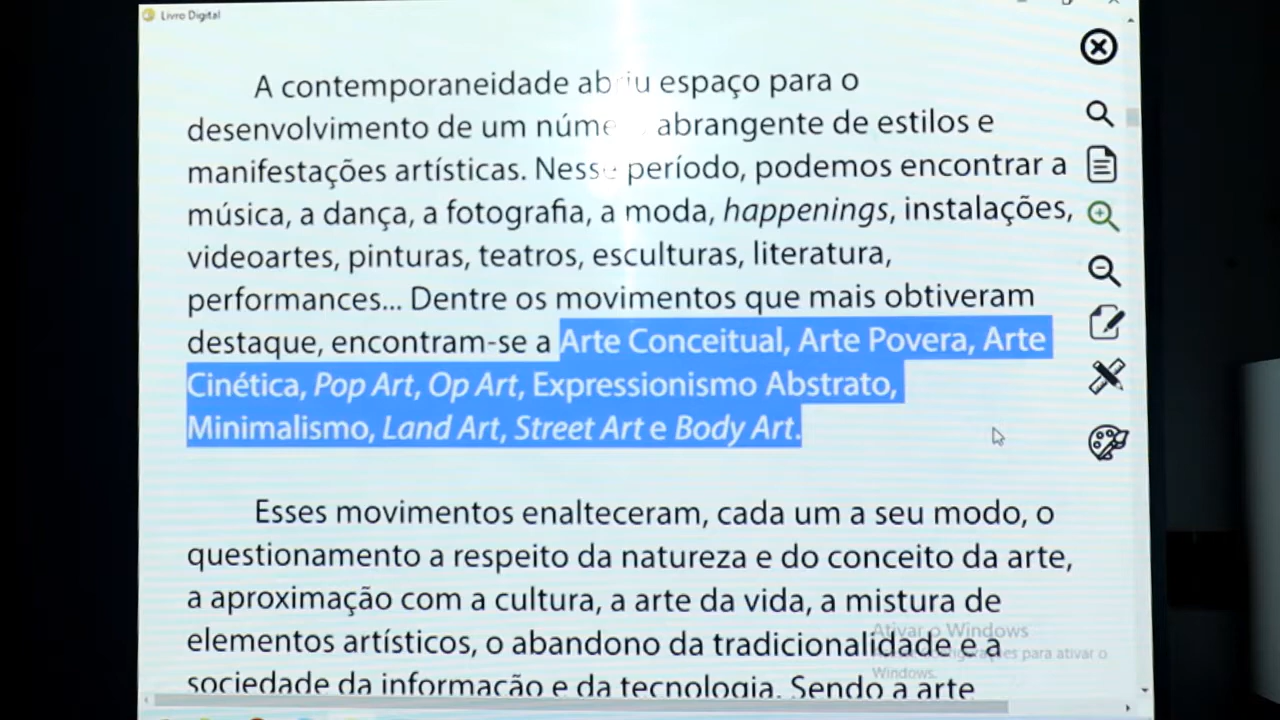 Livro Digital
A contemporaneidade abriu espaço para o
desenvolvimento de um número abrangente de estilos e
manifestações artísticas. Nesse período, podemos encontrar a
música, a dança, a fotografia, a moda, happenings, instalações,
videoartes, pinturas, teatros, esculturas, literatura,
performances... Dentre os movimentos que mais obtiveram
destaque, encontram-se a Arte Conceitual, Arte Povera, Arte
Cinética, Pop Art, Op Art, Expressionismo Abstrato,
Minimalismo, Land Art, Street Art e Body Art.
Esses movimentos enalteceram, cada um a seu modo, o
questionamento a respeito da natureza e do conceito da arte,
a aproximação com a cultura, a arte da vida, a mistura de
elementos artísticos, o abandono da tradicionalidade e a
sociedade da informação e da tecnologia. Sendo a arte
Ativar o Windows
para ativar o
Windows.